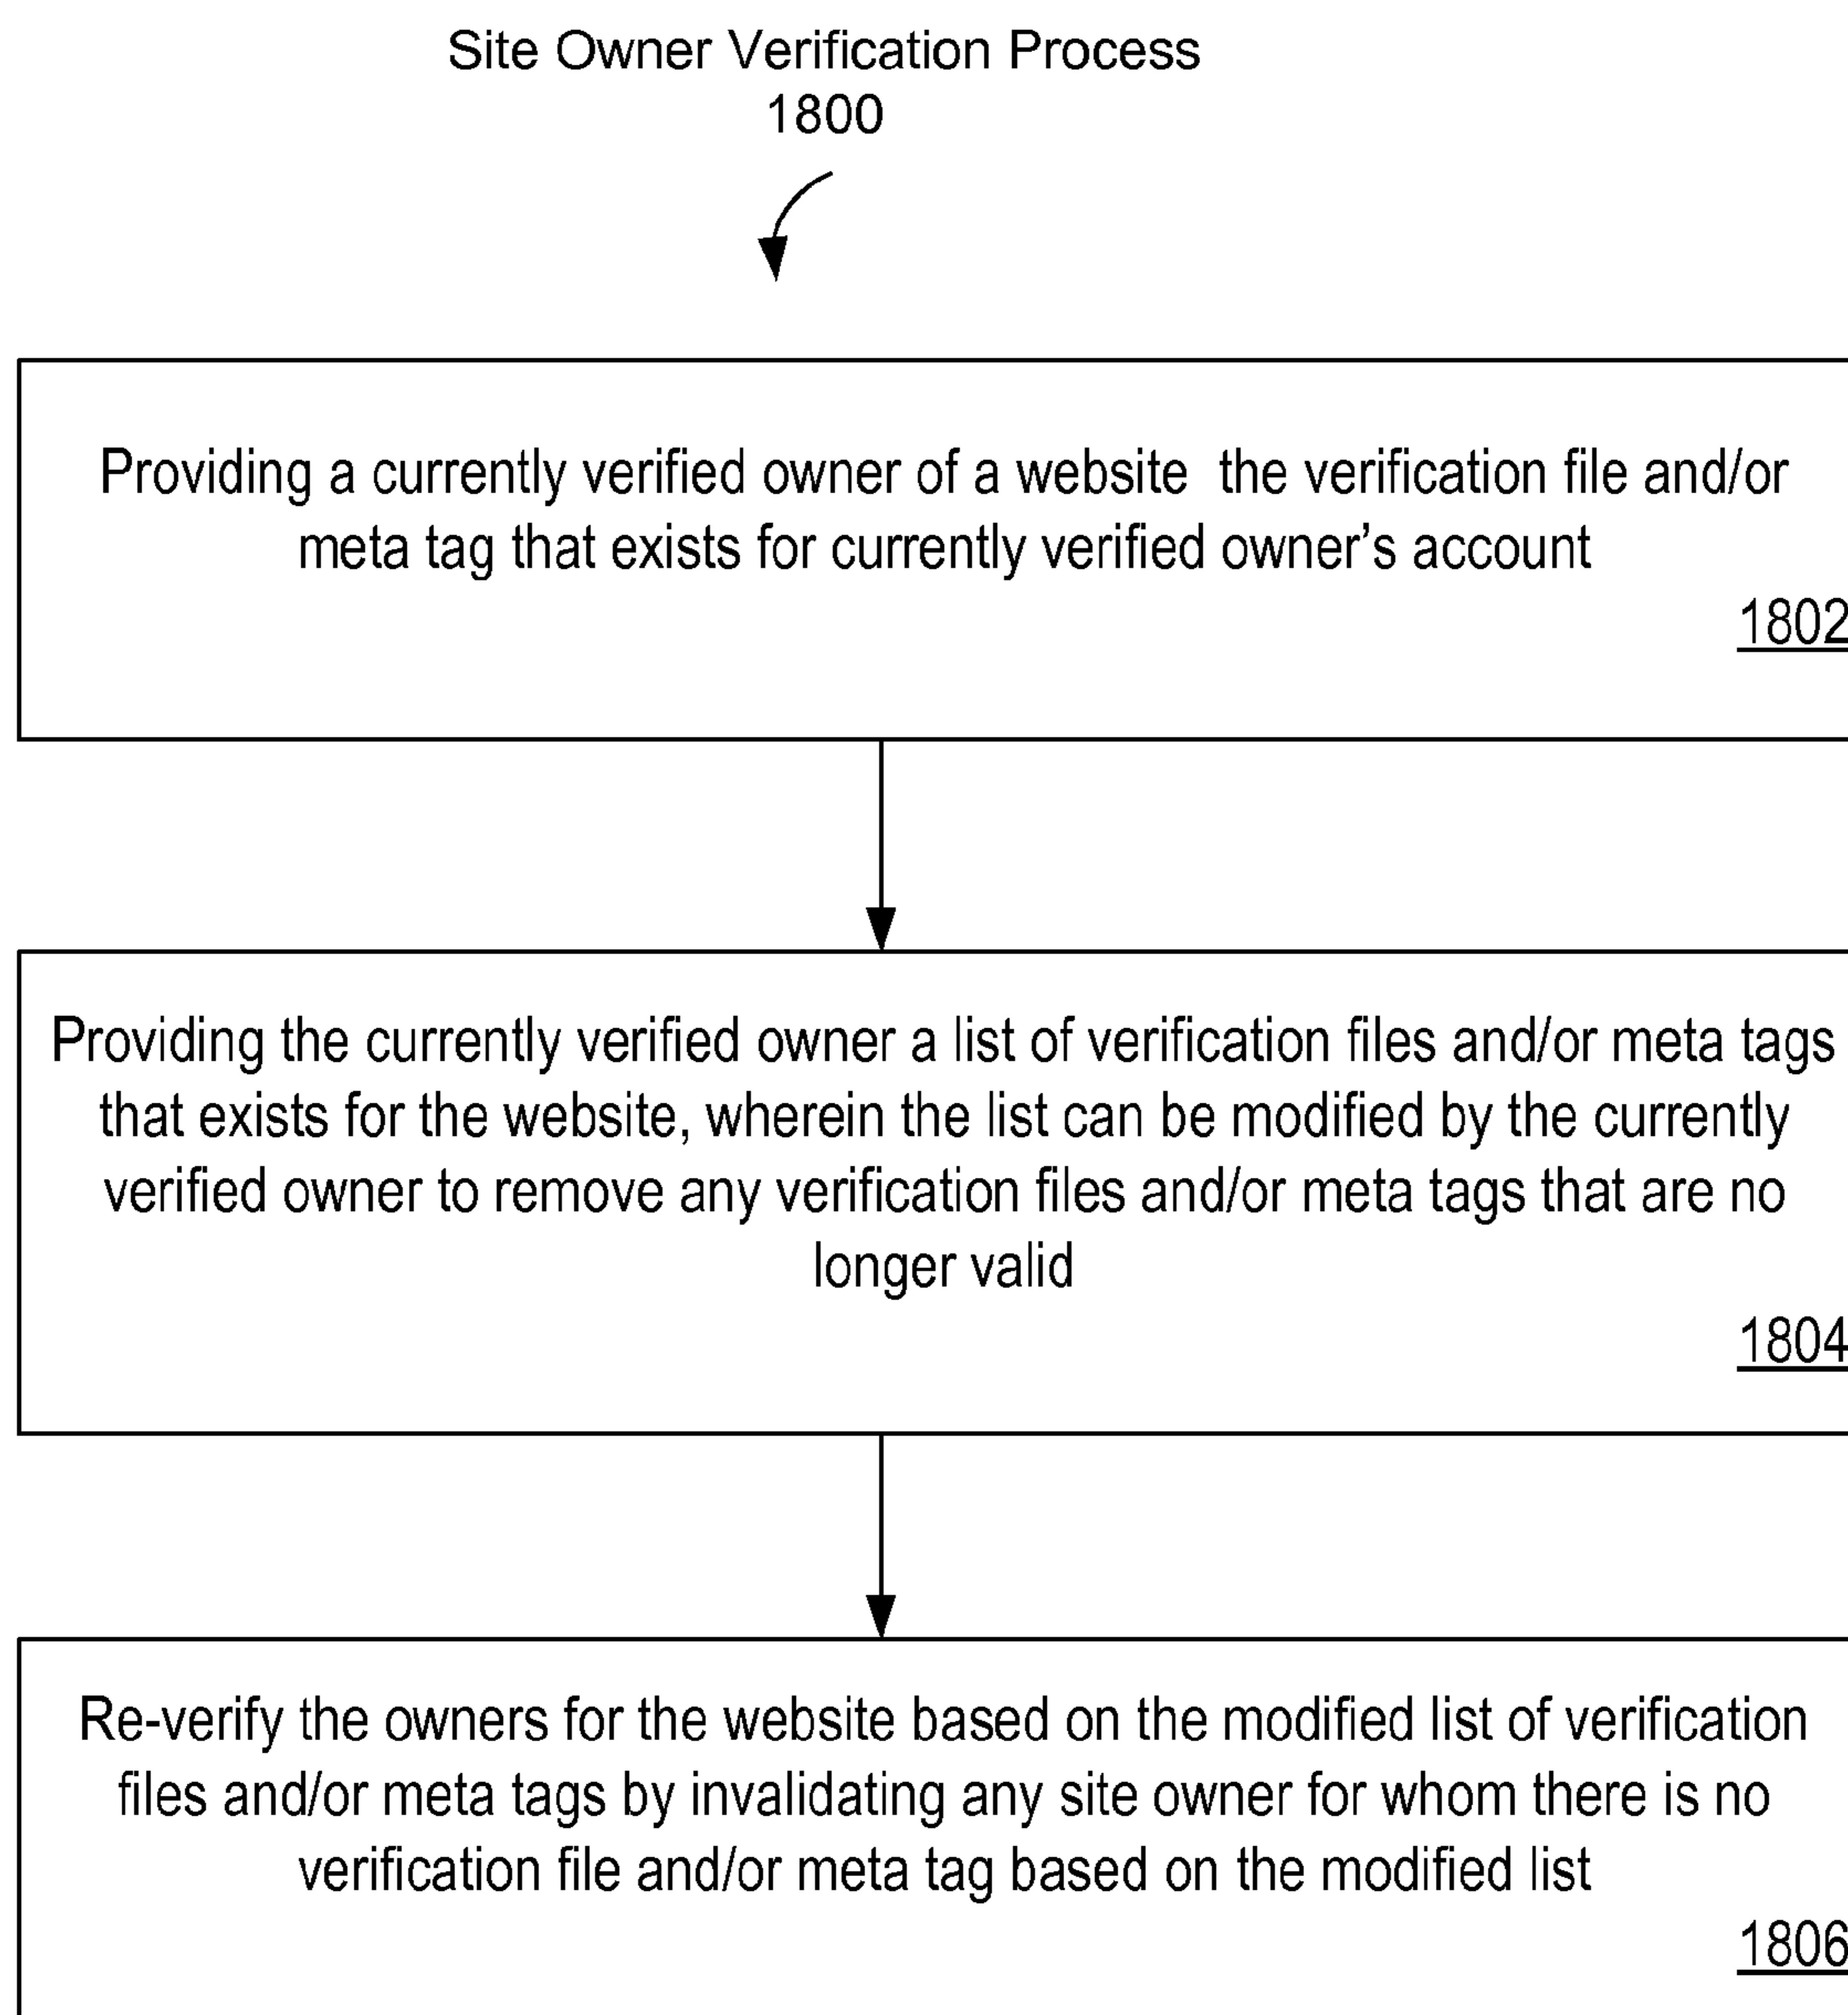 Site Owner Verification Process
1800
Providing a currently verified owner of a website the verification file and/or
meta tag that exists for currently verified owner’s account
1802
Providing the currently verified owner a list of verification files and/or meta tags
that exists for the website, wherein the list can be modified by the currently
verified owner to remove any verification files and/or meta tags that are no
longer valid
1804
Re-verify the owners for the website based on the modified list of verification
files and/or meta tags by invalidating any site owner for whom there is no
verification file and/or meta tag based on the modified list
1806